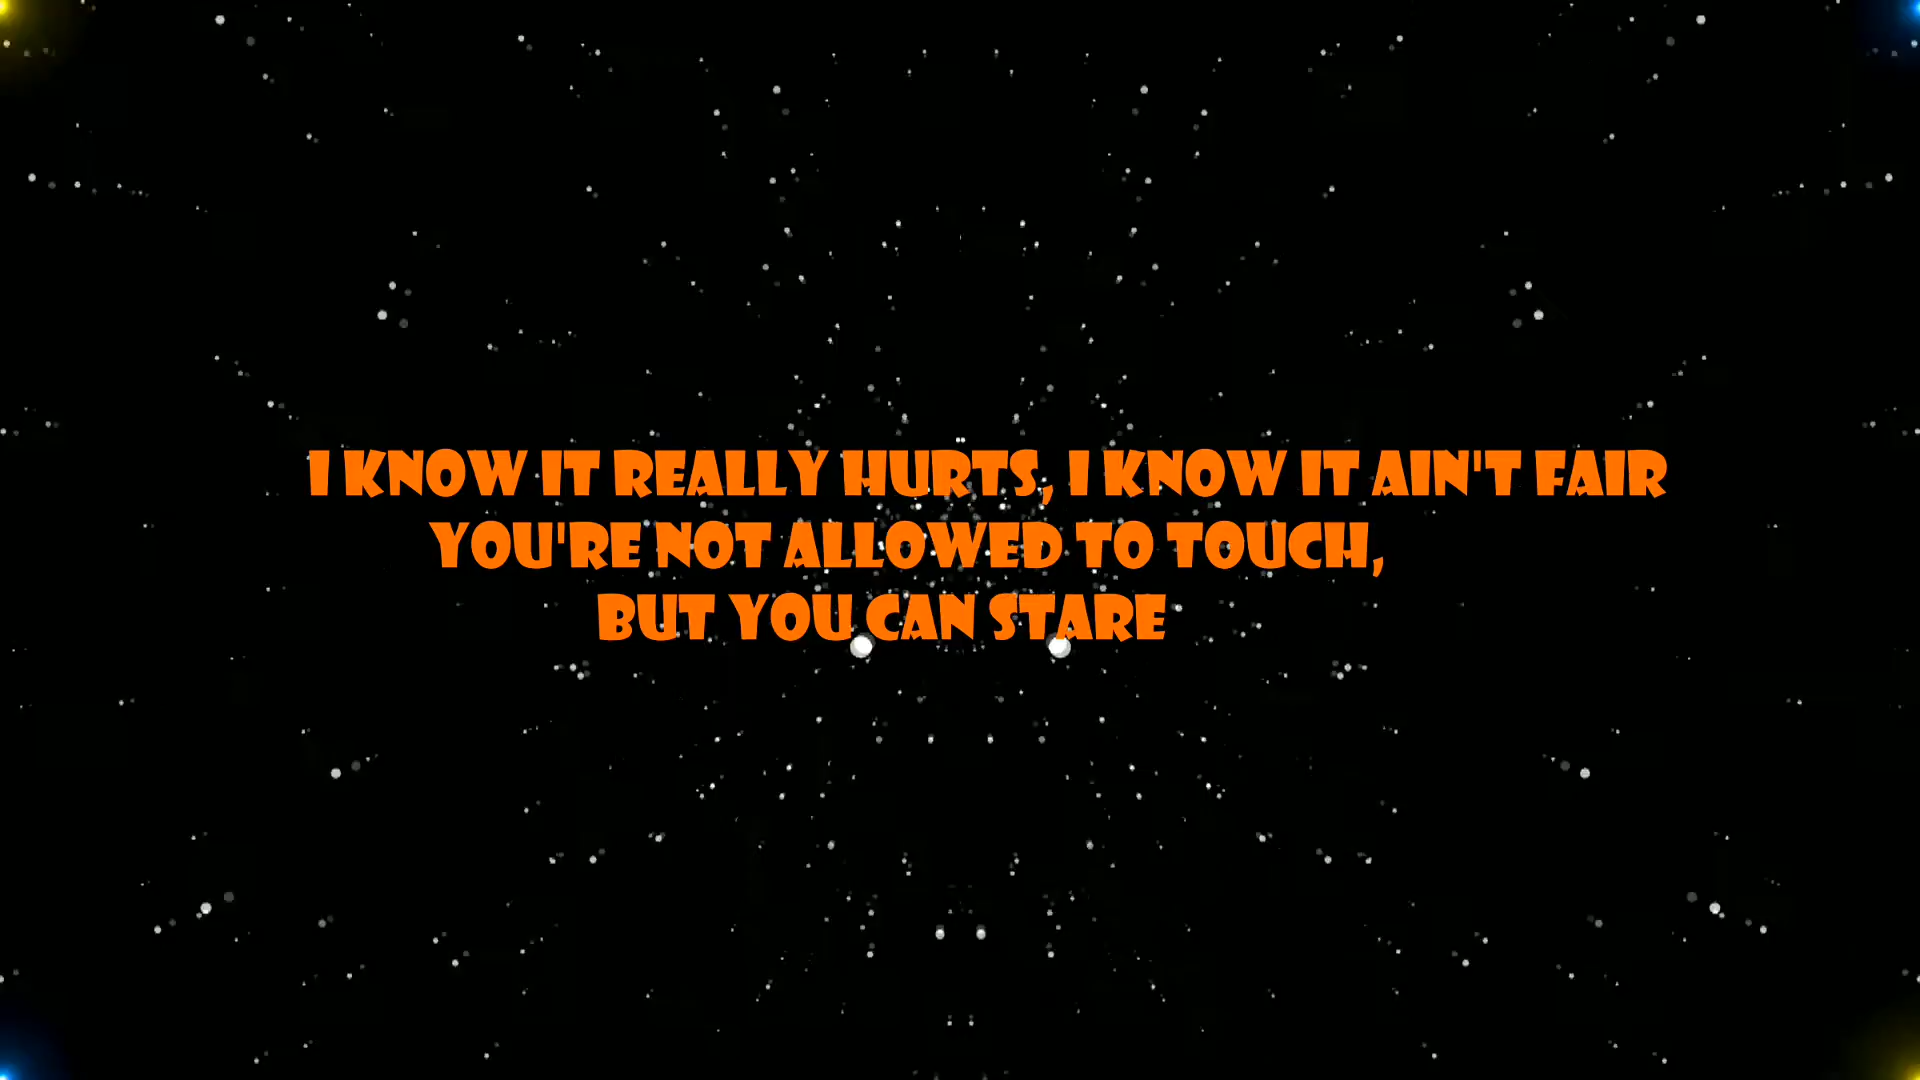 I KNOW IT REALLY HURTS, I KNOW IT AIN'T FAIR
YOU'RE NOT ALLOWED TO TOUCH,
BUT YOU CAN STARE